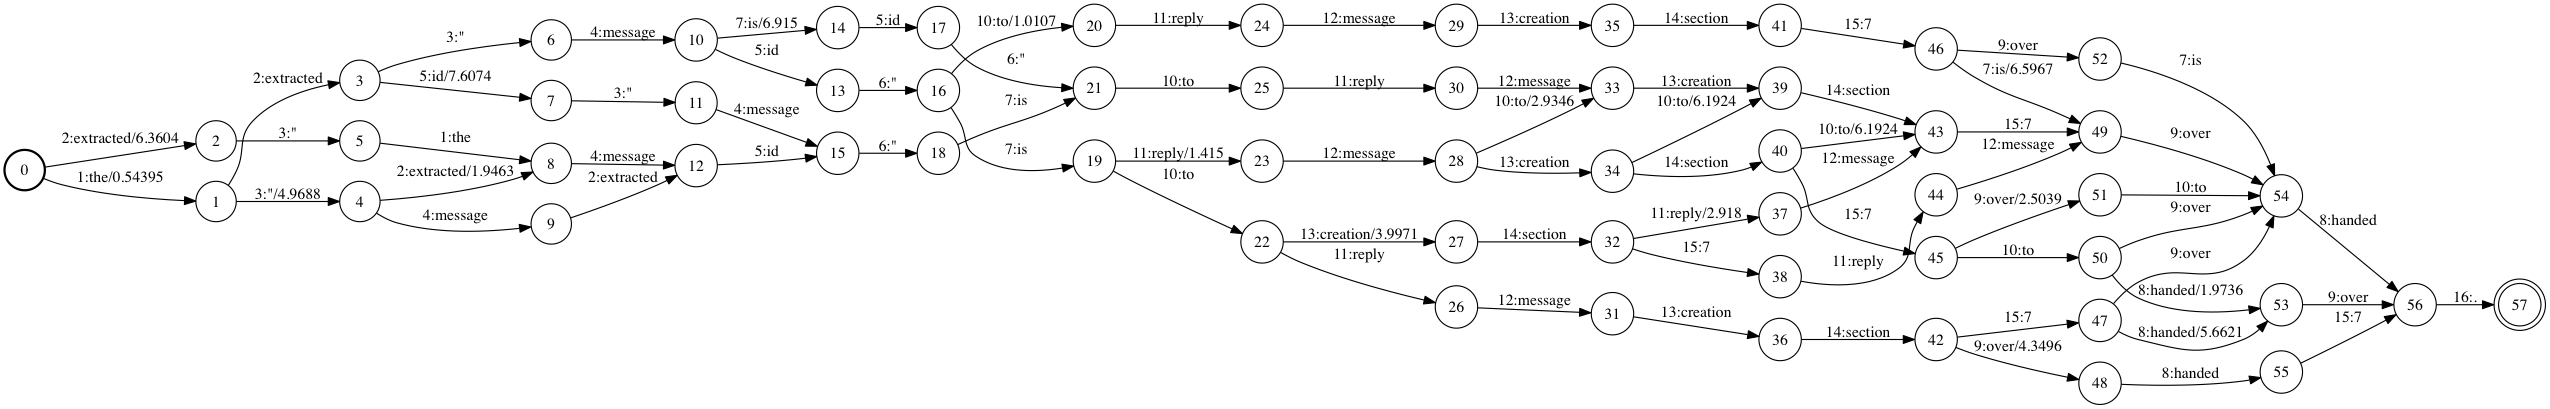 0
2:extracted/6.3604
1:the/0.54395
2
1
2:extracted
3:"
3:"/4.9688
3
5
4
3:"
5:id/7.6074
1:the
2:extracted/1.9463
4:message
6
7
8
9
4:message
3:"
4:message
2:extracted
10
11
12
7:is/6.915
5:id
4:message
5:id
14
13
15
5:id
6:"
6:"
17
16
18
10:to/1.0107
6:"
7:is
7:is
20
21
19
11:reply
10:to
11:reply/1.415
10:to
24
25
23
22
12:message
11:reply
12:message
13:creation/3.9971
11:reply
29
30
28
27
26
13:creation
12:message
10:to/2.9346
13:creation
14:section
12:message
35
33
34
32
31
14:section
13:creation
10:to/6.1924
14:section
11:reply/2.918
15:7
13:creation
41
39
40
37
38
36
15:7
14:section
10:to/6.1924
12:message
15:7
11:reply
14:section
46
43
44
45
42
9:over
7:is/6.5967
15:7
12:message
9:over/2.5039
10:to
15:7
9:over/4.3496
52
49
51
50
47
48
7:is
9:over
10:to
9:over
9:over
8:handed/1.9736
8:handed/5.6621
8:handed
54
53
55
8:handed
9:over
15:7
56
16:.
57